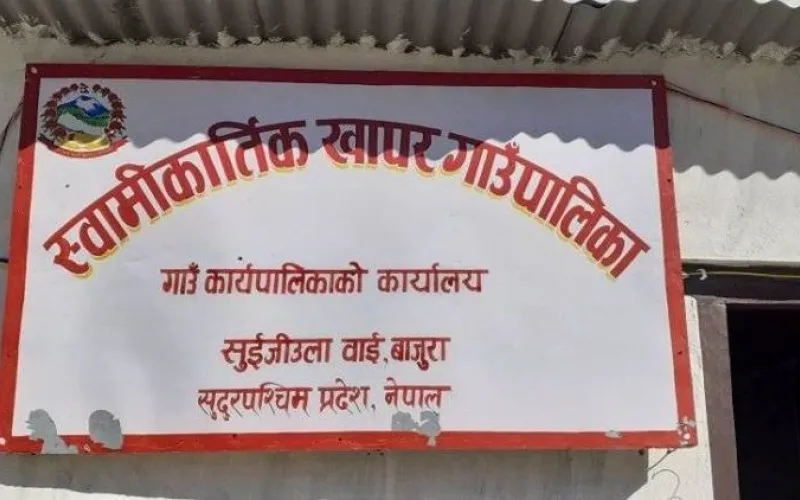 स्वामीकार्तिक खापर गाउँपालिका
गाउँ कार्यपालिकाको कार्यालय
सुईजीउला वाई, बाजुरा
सुदुरपश्चिम प्रदेश, नेपाल